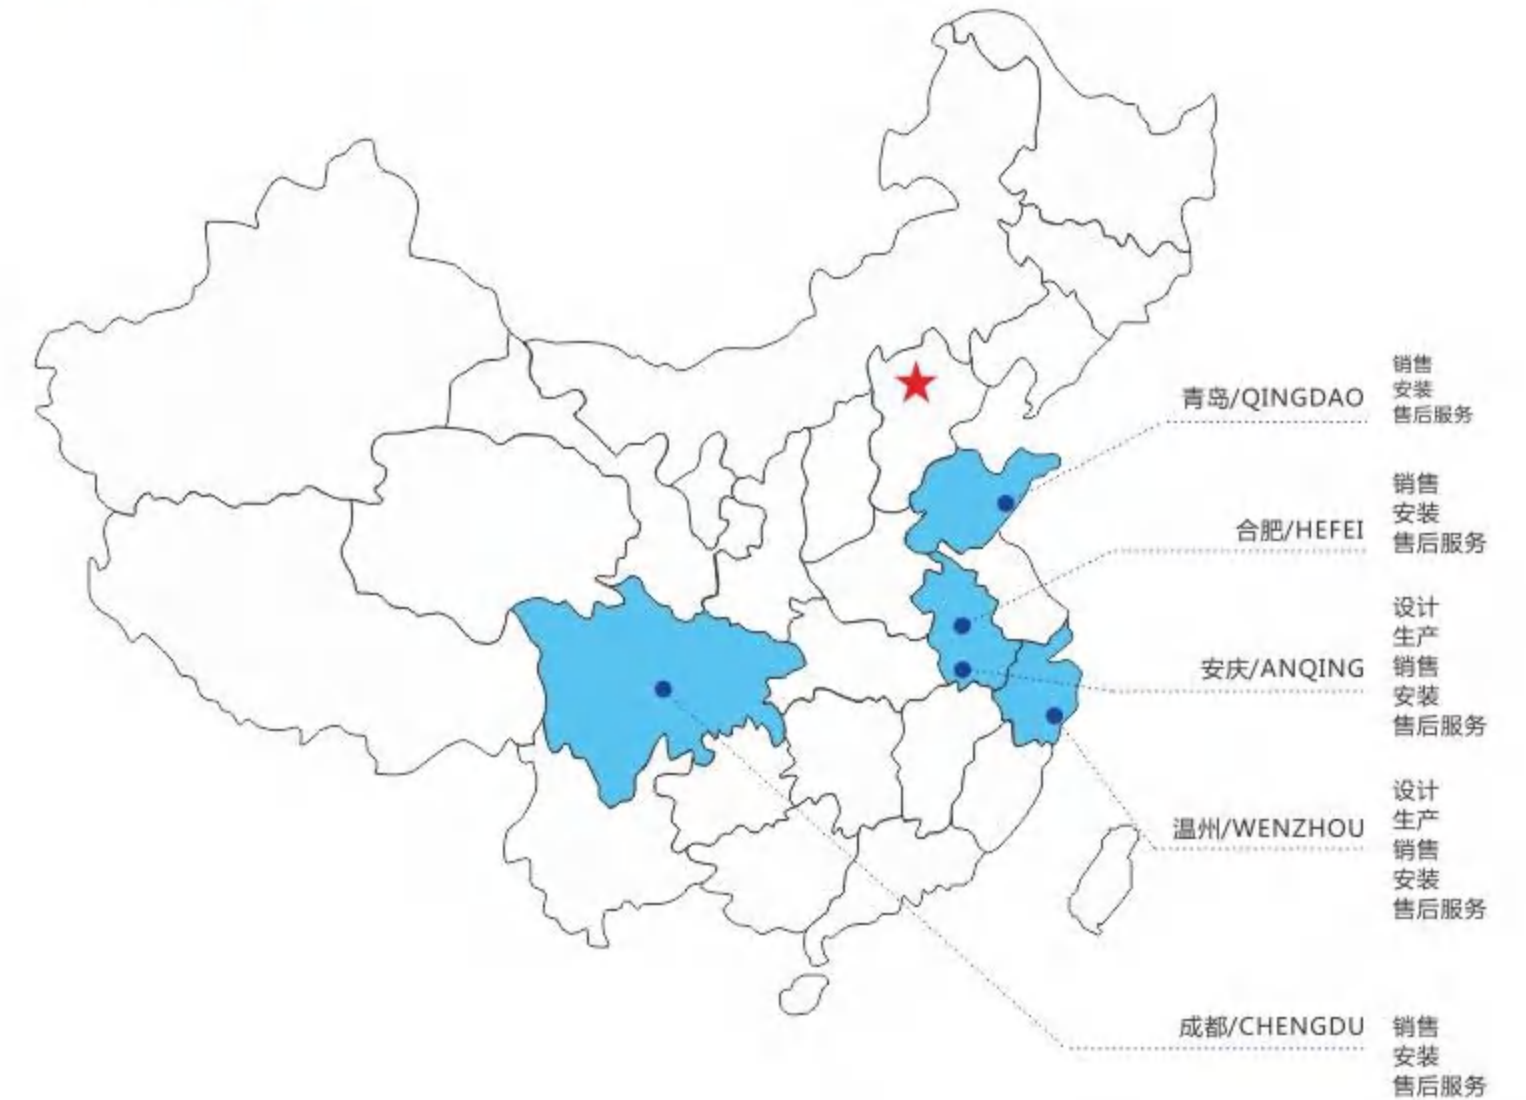 青岛/QINGDAO
销售
安装
售后服务
合肥/HEFEI
销售
安装
售后服务
安庆/ANQING
设计
生产
销售
安装
售后服务
温州/WENZHOU
设计
生产
销售
安装
售后服务
成都/CHENGDU
销售
安装
售后服务